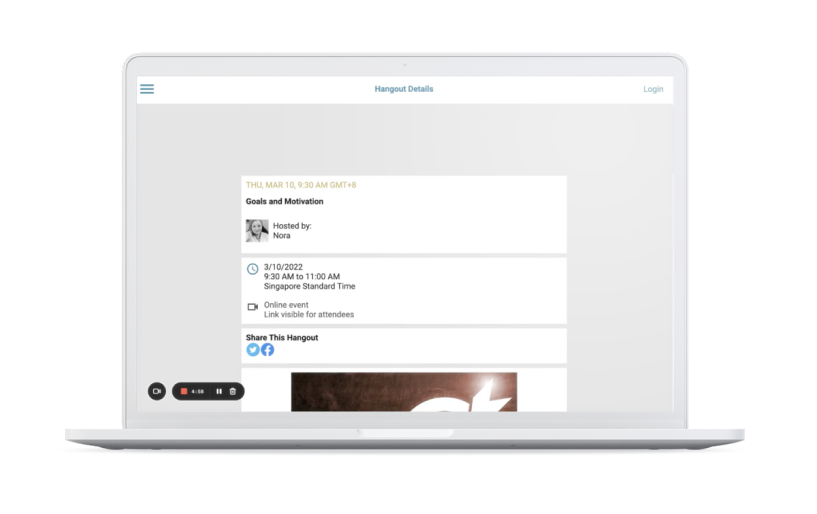 Hangout Details
Login
THU, MAR 10, 9:30 AM GMT+8
Goals and Motivation
Hosted by:
Nora
3/10/2022
9:30 AM to 11:00 AM
Singapore Standard Time
Online event
Link visible for attendees
Share This Hangout
4:58